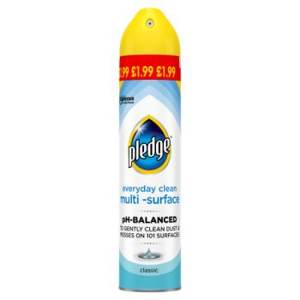 .99 £1.99 £1.99
pledge
everyday clean
multi -surface
pH-BALANCED
TO GENTLY CLEAN DUST &
MESSES ON 101 SURFACES
classic